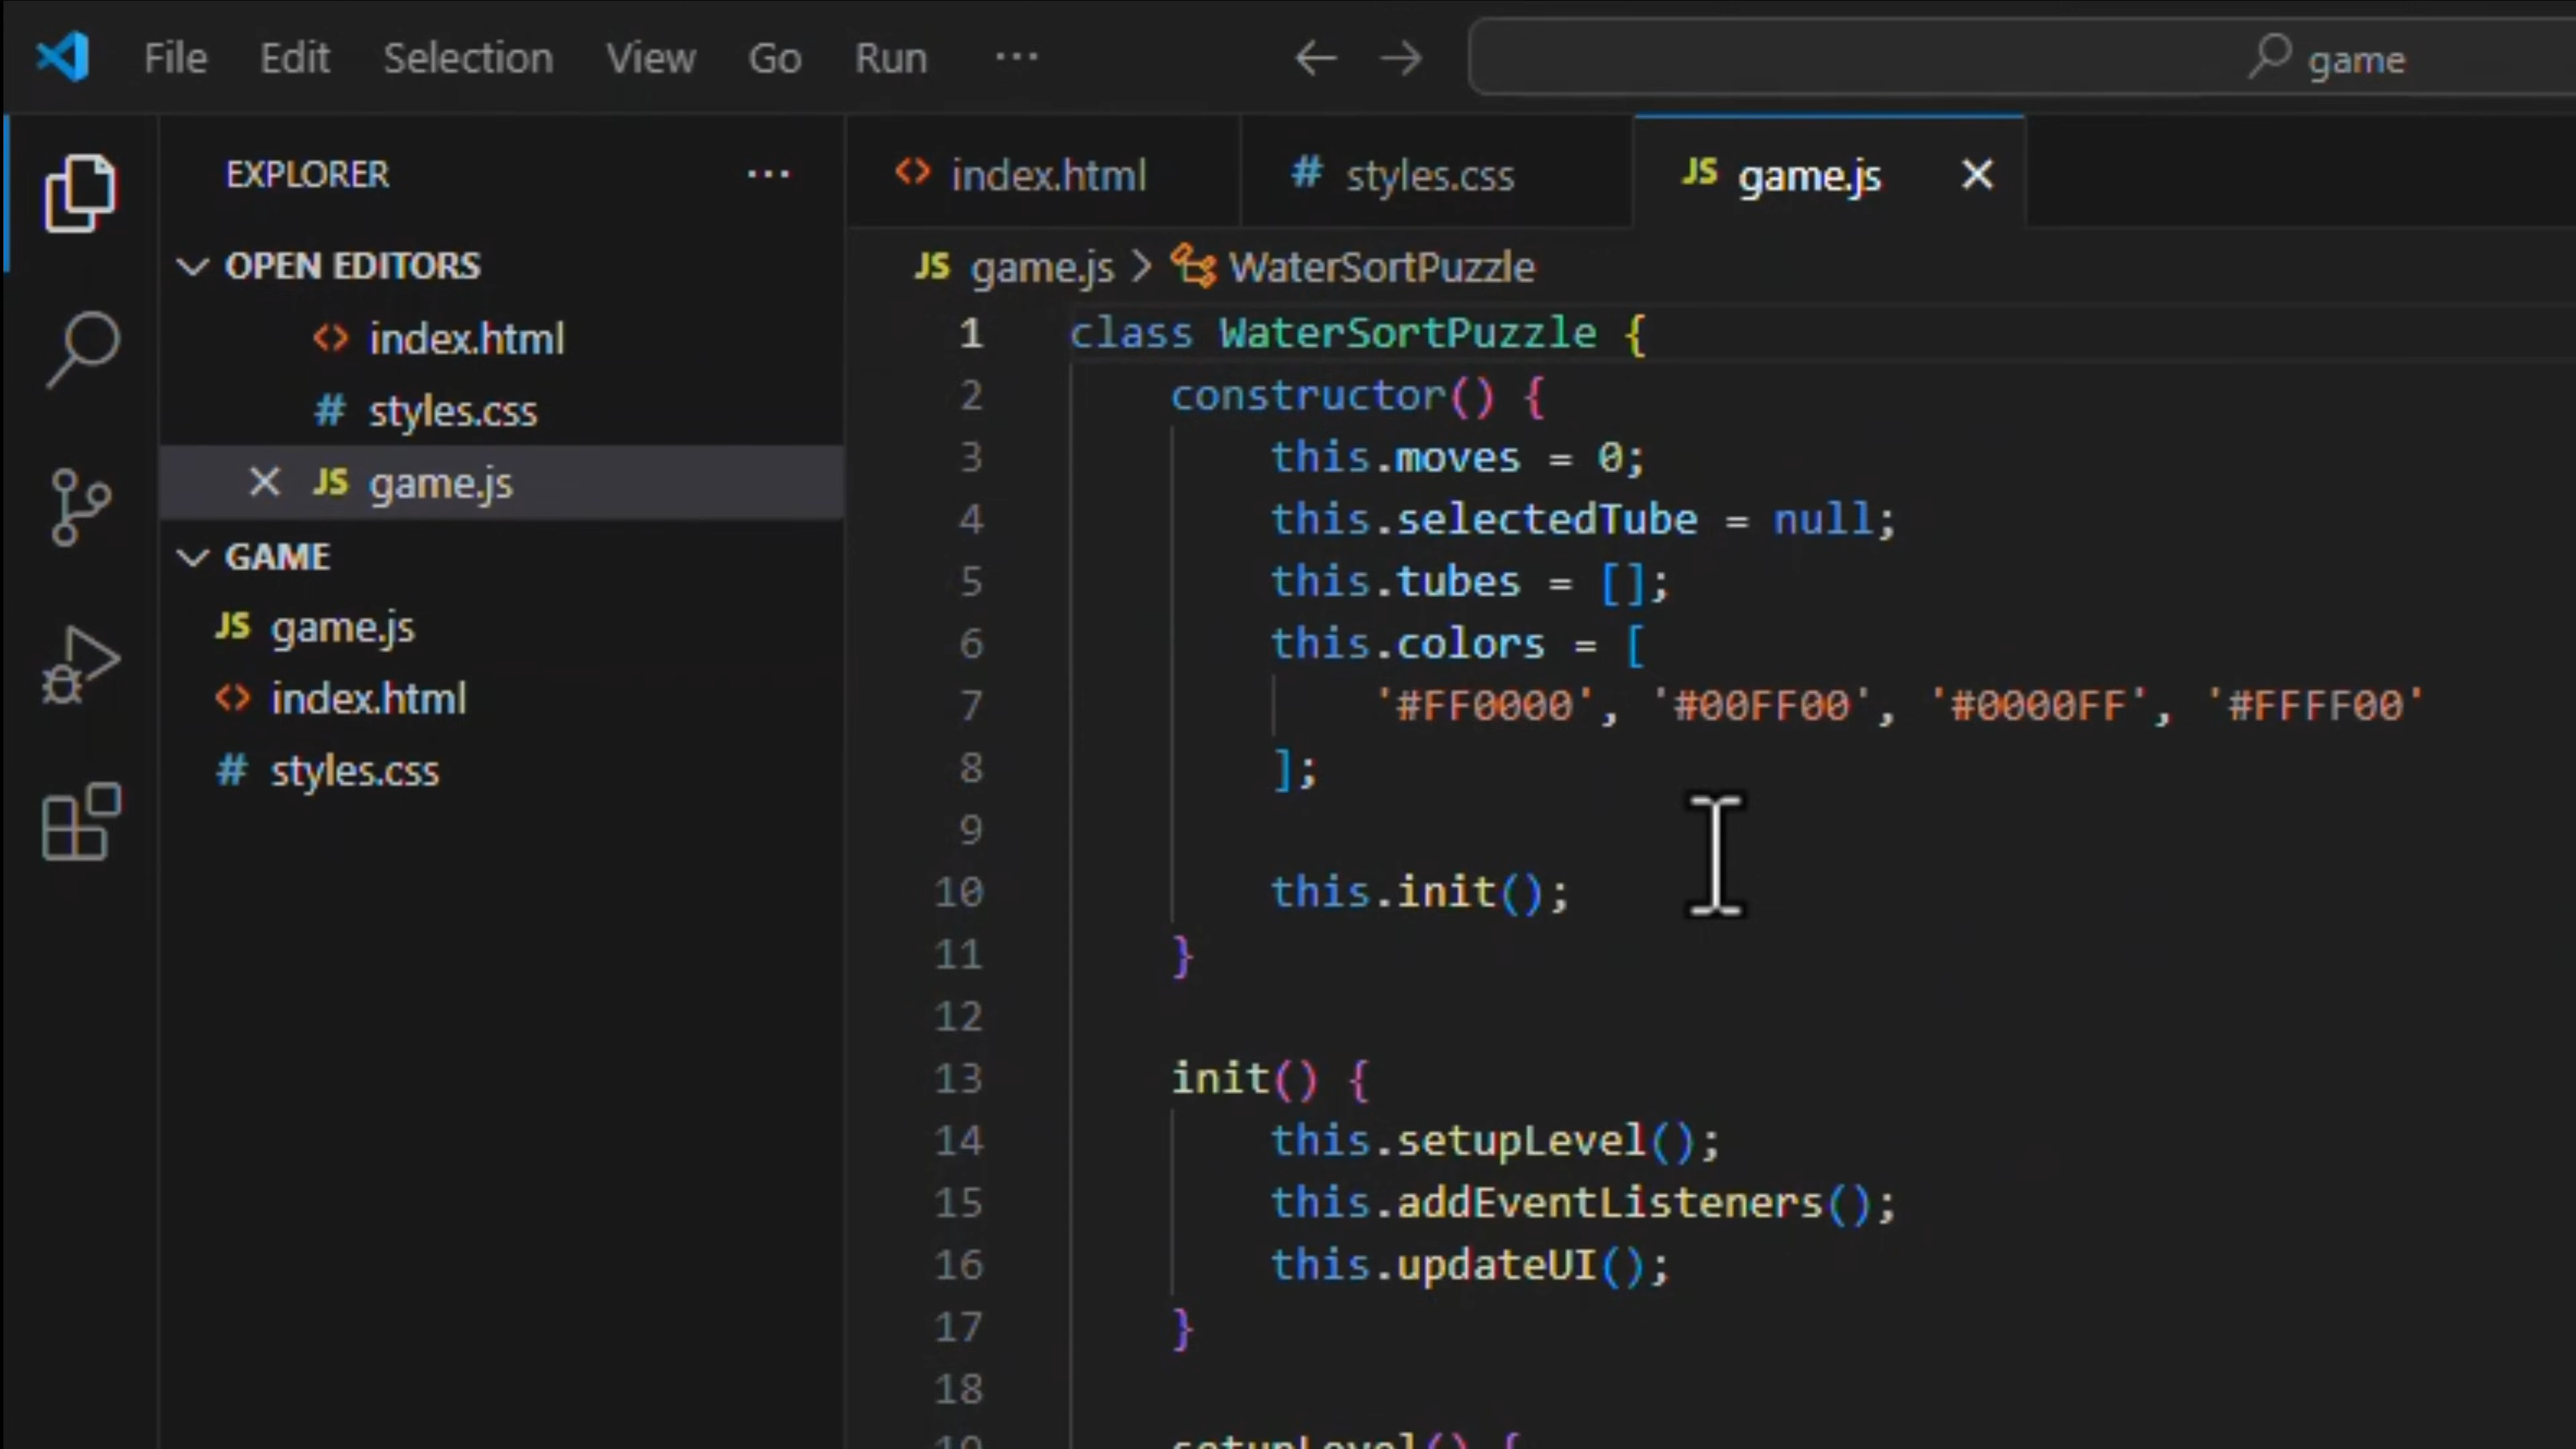 File Edit Selection View Go Run ··· ← → game
EXPLORER ···
OPEN EDITORS
<> index.html
# styles.css
× JS game.js
GAME
JS game.js
<> index.html
# styles.css
<> index.html # styles.css JS game.js ×
JS game.js > WaterSortPuzzle
1 class WaterSortPuzzle {
2 constructor() {
3 this.moves = 0;
4 this.selectedTube = null;
5 this.tubes = [];
6 this.colors = [
7 '#FF0000', '#00FF00', '#0000FF', '#FFFF00'
8 ];
9
10 this.init();
11 }
12
13 init() {
14 this.setupLevel();
15 this.addEventListeners();
16 this.updateUI();
17 }
18
19 setupLevel() {